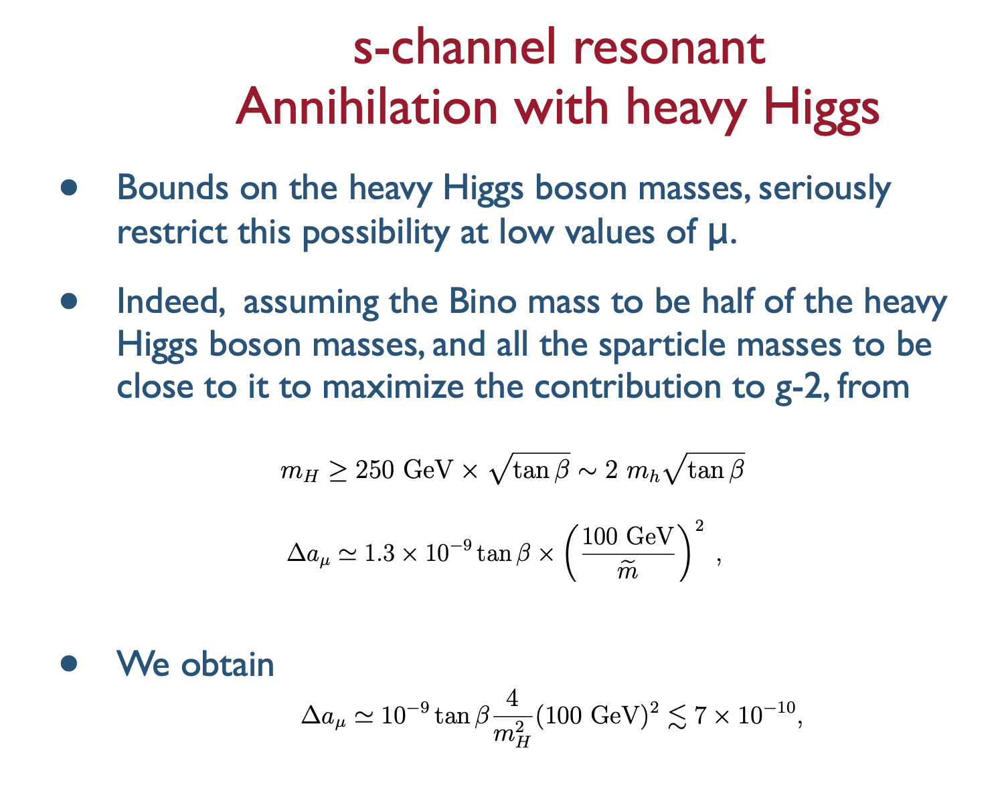 s-channel resonant
Annihilation with heavy Higgs
● Bounds on the heavy Higgs boson masses, seriously
restrict this possibility at low values of μ.
● Indeed, assuming the Bino mass to be half of the heavy
Higgs boson masses, and all the sparticle masses to be
close to it to maximize the contribution to g-2, from
$m_H \geq 250 \text{ GeV} \times \sqrt{\tan\beta} \sim 2 \ m_h \sqrt{\tan\beta}$
$\Delta a_\mu \simeq 1.3 \times 10^{-9} \tan\beta \times \left( \frac{100 \text{ GeV}}{\widetilde{m}} \right)^2 ,$
● We obtain
$\Delta a_\mu \simeq 10^{-9} \tan\beta \frac{4}{m_H^2} (100 \text{ GeV})^2 \lesssim 7 \times 10^{-10},$